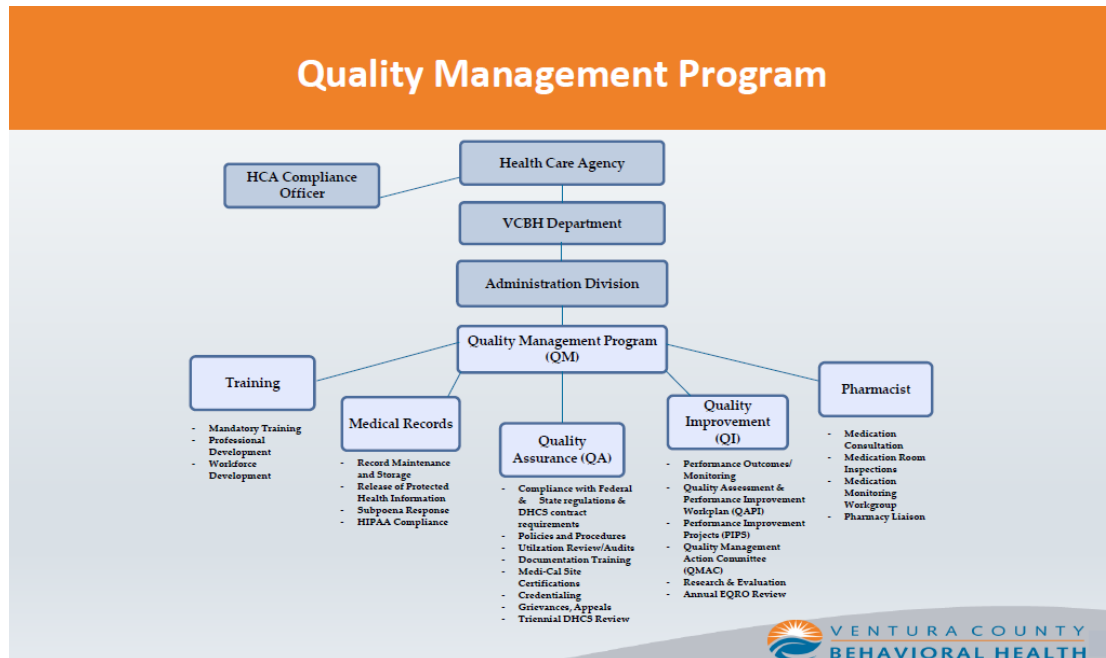 Quality Management Program
Health Care Agency
HCA Compliance
Officer
VCBH Department
Administration Division
Quality Management Program
(QM)
Training
- Mandatory Training
- Professional
Development
- Workforce
Development
Medical Records
- Record Maintenance
and Storage
- Release of Protected
Health Information
- Subpoena Response
- HIPAA Compliance
Quality
Assurance (QA)
- Compliance with Federal
& State regulations &
DHCS contract
requirements
- Policies and Procedures
- Utilzation Review/Audits
- Documentation Training
- Medi-Cal Site
Certifications
- Credentialing
- Grievances, Appeals
- Triennial DHCS Review
Quality
Improvement
(QI)
- Performance Outcomes/
Monitoring
- Quality Assessment &
Performance Improvement
Workplan (QAPI)
- Performance Improvement
Projects (PIPS)
- Quality Management
Action Committee
(QMAC)
- Research & Evaluation
- Annual EQRO Review
Pharmacist
- Medication
Consultation
- Medication Room
Inspections
- Medication
Monitoring
Workgroup
- Pharmacy Liaison
VENTURA COUNTY
BEHAVIORAL HEALTH